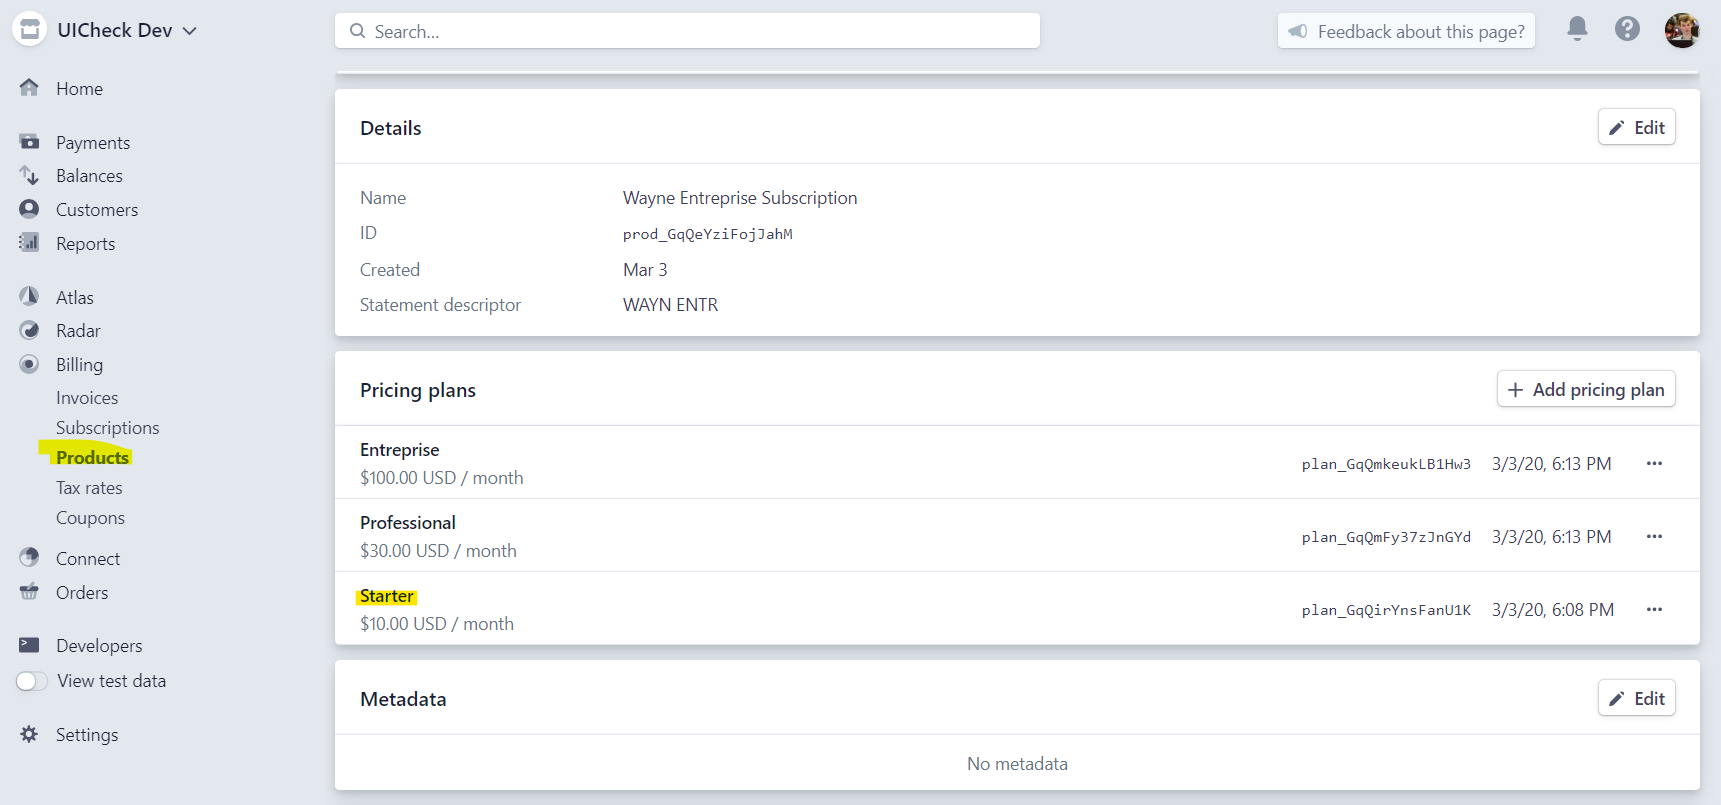 UICheck Dev
Search...
Feedback about this page?
Home
Payments
Balances
Customers
Reports
Atlas
Radar
Billing
Invoices
Subscriptions
Products
Tax rates
Coupons
Connect
Orders
Developers
View test data
Settings
Details
Edit
Name Wayne Entreprise Subscription
ID prod_GqQeYziFojJahM
Created Mar 3
Statement descriptor WAYN ENTR
Pricing plans
+ Add pricing plan
Entreprise
$100.00 USD / month
plan_GqQmkeukLB1Hw3 3/3/20, 6:13 PM
Professional
$30.00 USD / month
plan_GqQmFy37zJnGYd 3/3/20, 6:13 PM
Starter
$10.00 USD / month
plan_GqQirYnsFanU1K 3/3/20, 6:08 PM
Metadata
Edit
No metadata